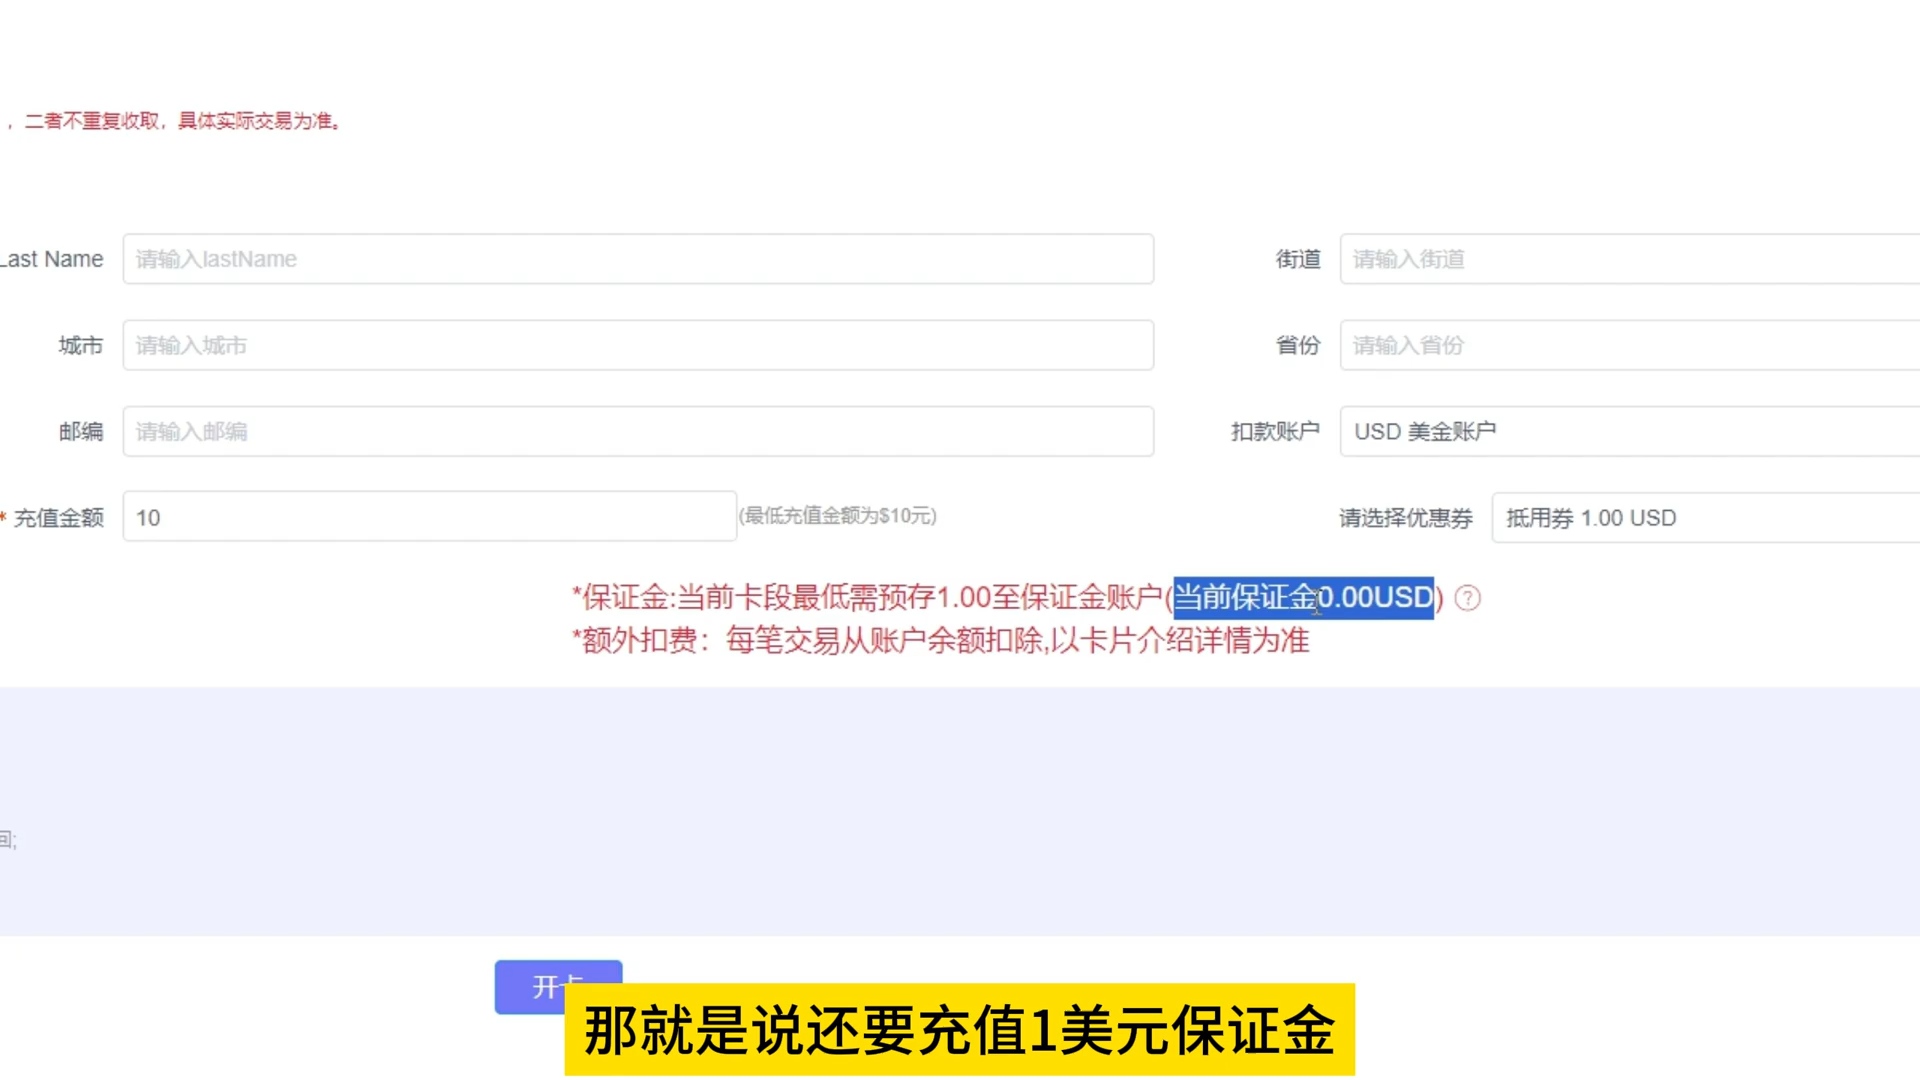 ，二者不重复收取，具体实际交易为准。
Last Name 请输入lastName 街道 请输入街道
城市 请输入城市 省份 请输入省份
邮编 请输入邮编 扣款账户 USD 美金账户
* 充值金额 10 (最低充值金额为$10元) 请选择优惠券 抵用券 1.00 USD
*保证金:当前卡段最低需预存1.00至保证金账户(当前保证金0.00USD) ?
*额外扣费：每笔交易从账户余额扣除,以卡片介绍详情为准
回;
开卡
那就是说还要充值1美元保证金